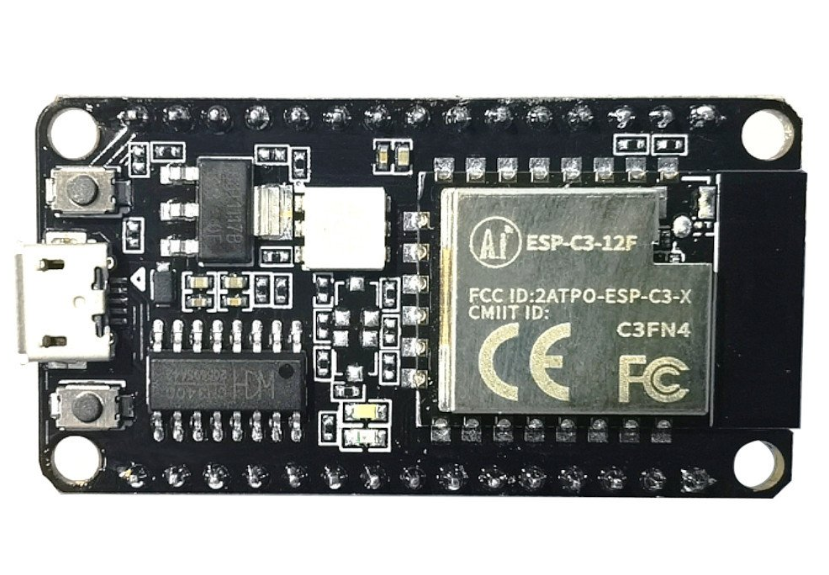 Ai
ESP-C3-12F
FCC ID:2ATPO-ESP-C3-X
CMIIT ID:
C3FN4
CE
FC